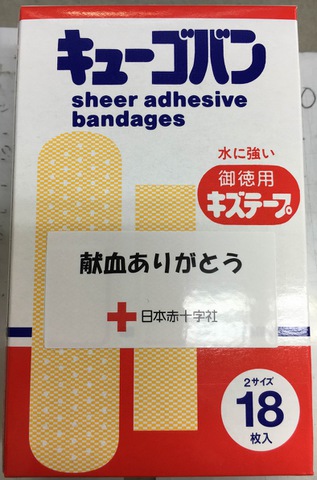 キューゴバン
sheer adhesive
bandages
水に強い
御徳用
キズテープ
献血ありがとう
日本赤十字社
2サイズ
18
枚入